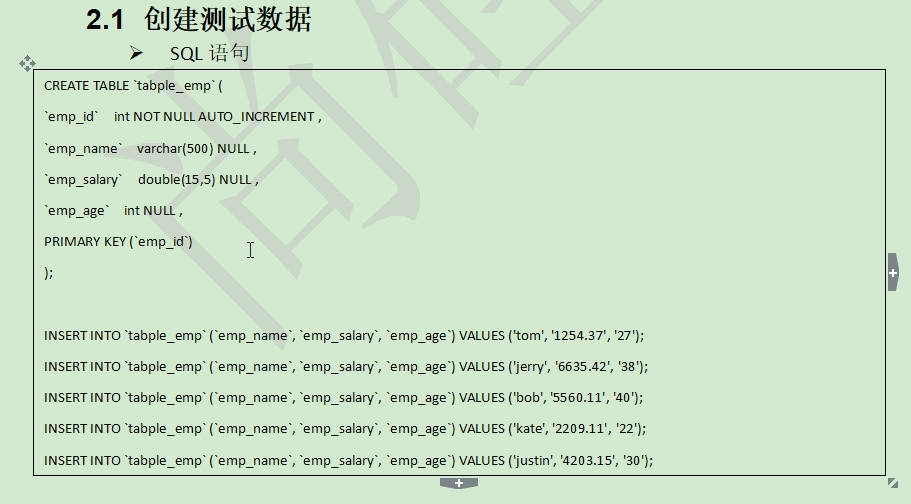 2.1 创建测试数据
➢ SQL 语句
CREATE TABLE `tabple_emp` (
`emp_id` int NOT NULL AUTO_INCREMENT ,
`emp_name` varchar(500) NULL ,
`emp_salary` double(15,5) NULL ,
`emp_age` int NULL ,
PRIMARY KEY (`emp_id`)
);
INSERT INTO `tabple_emp` (`emp_name`, `emp_salary`, `emp_age`) VALUES ('tom', '1254.37', '27');
INSERT INTO `tabple_emp` (`emp_name`, `emp_salary`, `emp_age`) VALUES ('jerry', '6635.42', '38');
INSERT INTO `tabple_emp` (`emp_name`, `emp_salary`, `emp_age`) VALUES ('bob', '5560.11', '40');
INSERT INTO `tabple_emp` (`emp_name`, `emp_salary`, `emp_age`) VALUES ('kate', '2209.11', '22');
INSERT INTO `tabple_emp` (`emp_name`, `emp_salary`, `emp_age`) VALUES ('justin', '4203.15', '30');
尚